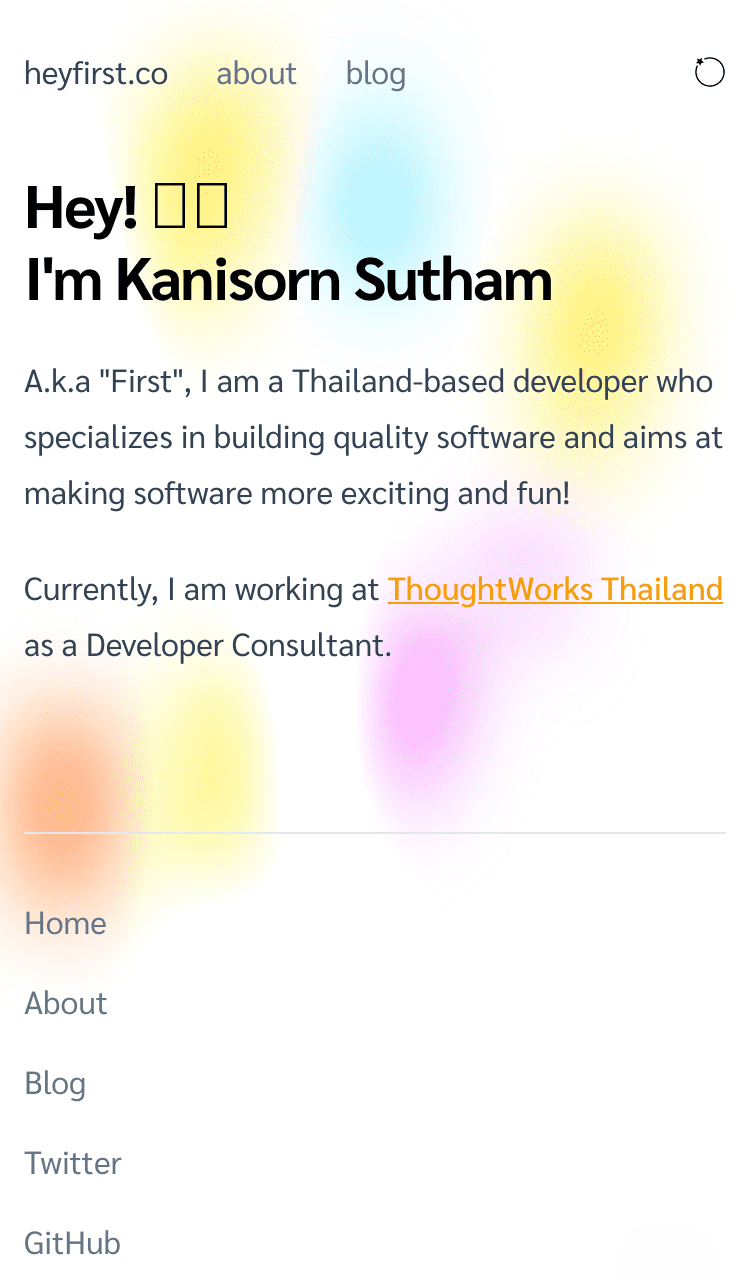 heyfirst.co about blog
Hey!
I'm Kanisorn Sutham
A.k.a "First", I am a Thailand-based developer who
specializes in building quality software and aims at
making software more exciting and fun!
Currently, I am working at ThoughtWorks Thailand
as a Developer Consultant.
Home
About
Blog
Twitter
GitHub